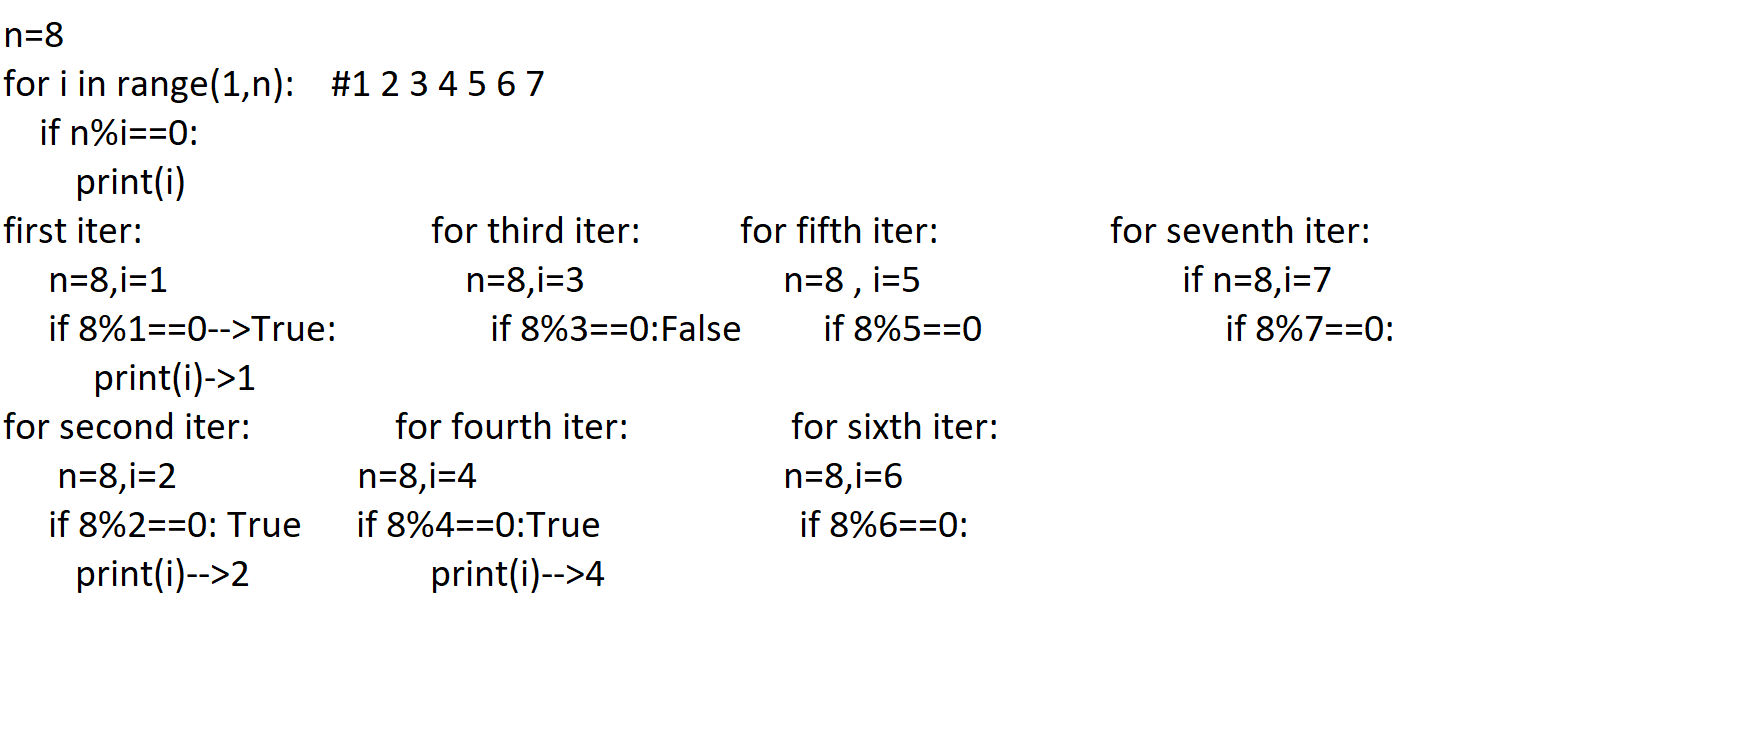 n=8
for i in range(1,n):    #1 2 3 4 5 6 7
    if n%i==0:
        print(i)
first iter:                for third iter:          for fifth iter:                  for seventh iter:
     n=8,i=1                   n=8,i=3                   n=8 , i=5                          if n=8,i=7
     if 8%1==0-->True:            if 8%3==0:False        if 8%5==0                          if 8%7==0:
          print(i)->1
for second iter:               for fourth iter:                 for sixth iter:
      n=8,i=2                   n=8,i=4                               n=8,i=6
     if 8%2==0: True      if 8%4==0:True                      if 8%6==0:
        print(i)-->2                    print(i)-->4